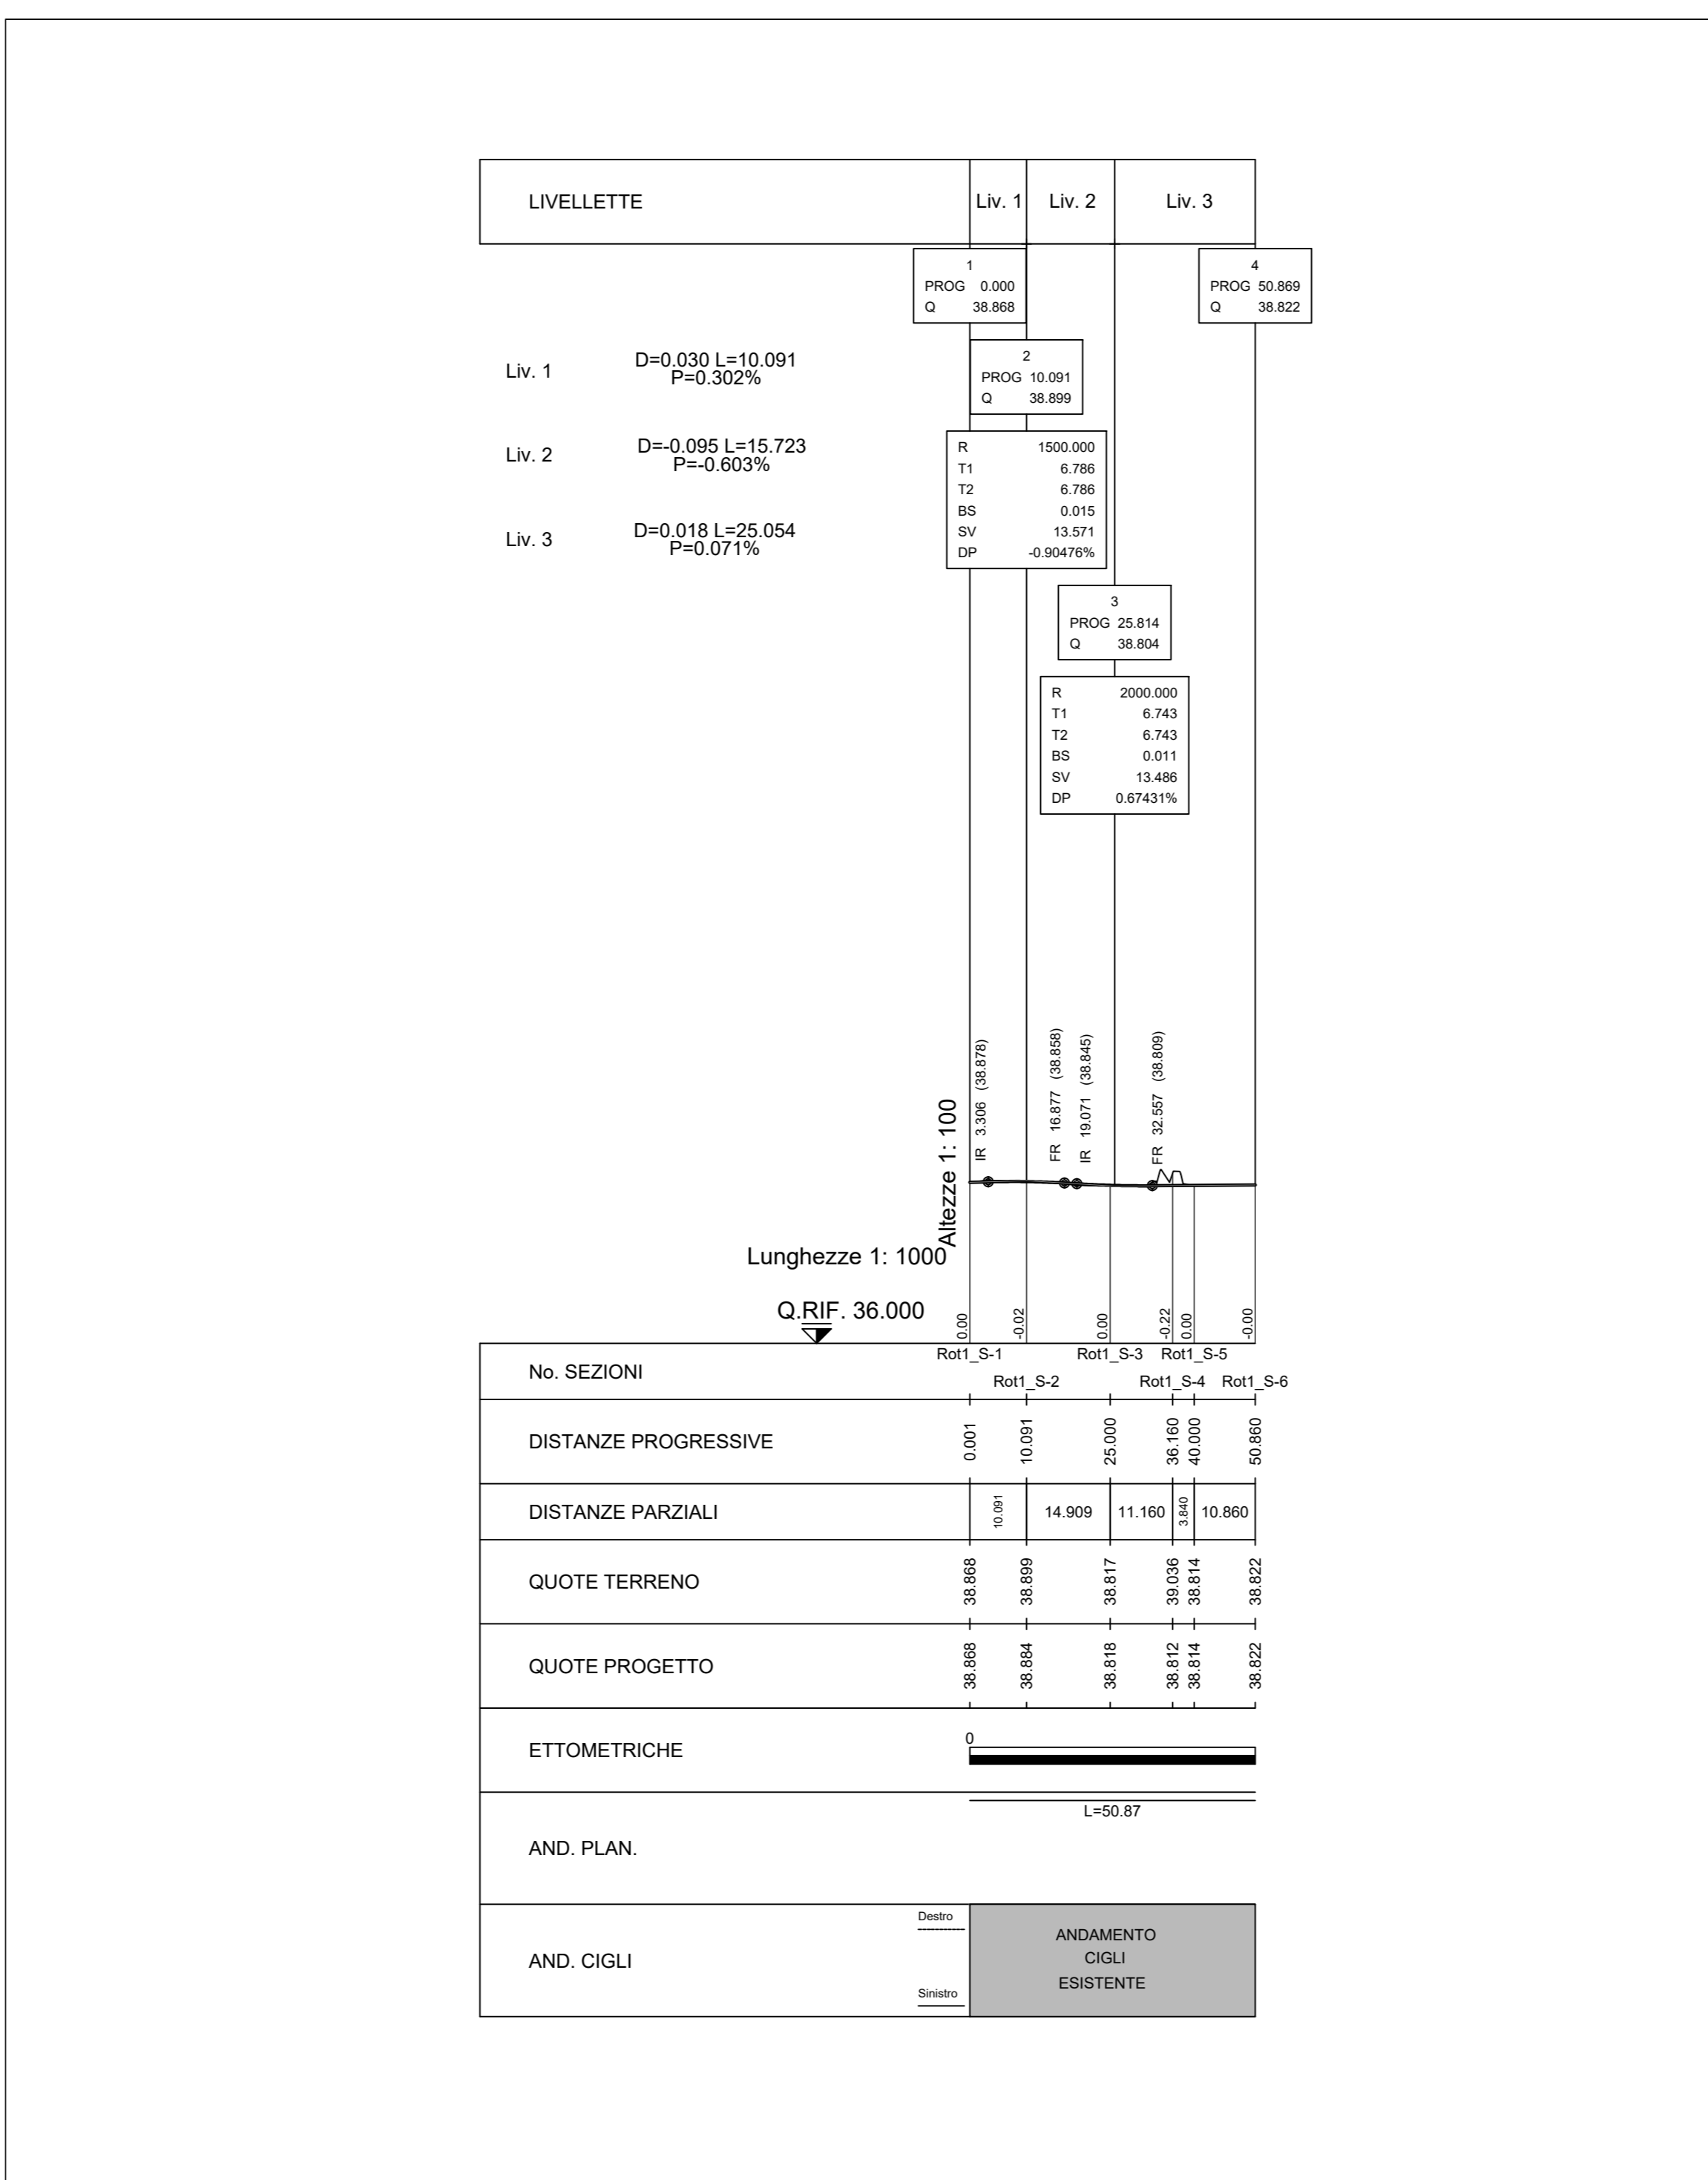 LIVELLETTE
Liv. 1
Liv. 2
Liv. 3
1
PROG 0.000
Q 38.868
4
PROG 50.869
Q 38.822
2
PROG 10.091
Q 38.899
Liv. 1
D=0.030 L=10.091
P=0.302%
Liv. 2
D=-0.095 L=15.723
P=-0.603%
Liv. 3
D=0.018 L=25.054
P=0.071%
R 1500.000
T1 6.786
T2 6.786
BS 0.015
SV 13.571
DP -0.90476%
3
PROG 25.814
Q 38.804
R 2000.000
T1 6.743
T2 6.743
BS 0.011
SV 13.486
DP 0.67431%
IR 3.306 (38.878)
FR 16.877 (38.858)
IR 19.071 (38.845)
FR 32.557 (38.809)
Altezze 1: 100
Lunghezze 1: 1000
Q.RIF. 36.000
0.00
-0.02
0.00
-0.22
0.00
-0.00
No. SEZIONI
Rot1_S-1
Rot1_S-2
Rot1_S-3
Rot1_S-4
Rot1_S-5
Rot1_S-6
DISTANZE PROGRESSIVE
0.001
10.091
25.000
36.160
40.000
50.860
DISTANZE PARZIALI
10.091
14.909
11.160
3.840
10.860
QUOTE TERRENO
38.868
38.899
38.817
39.036
38.814
38.822
QUOTE PROGETTO
38.868
38.884
38.818
38.812
38.814
38.822
ETTOMETRICHE
0
L=50.87
AND. PLAN.
AND. CIGLI
Destro
Sinistro
ANDAMENTO
CIGLI
ESISTENTE